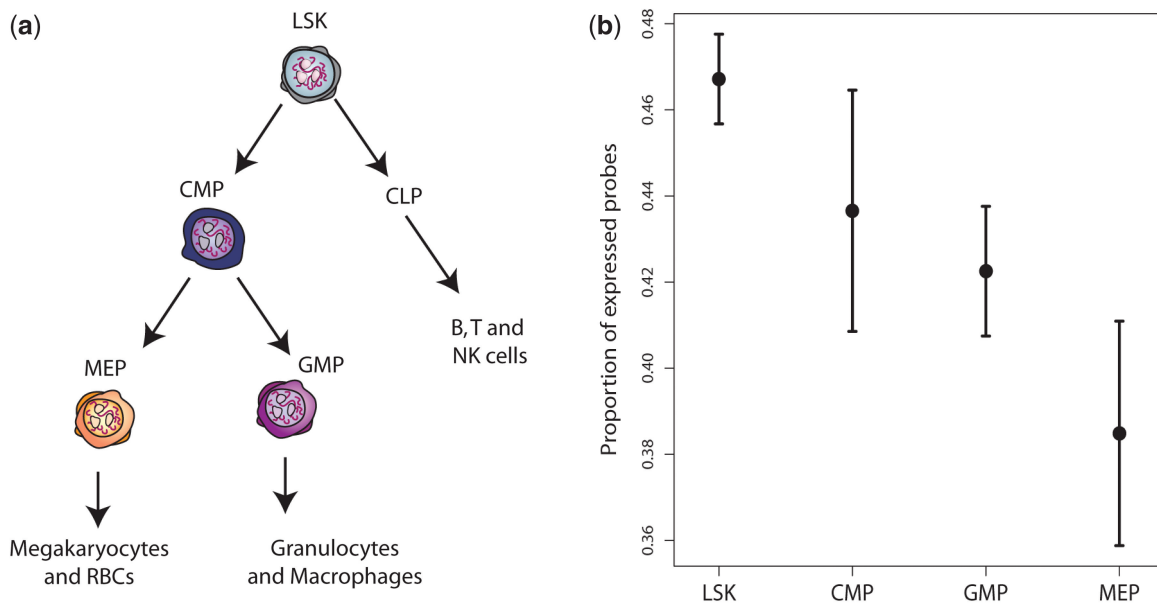 (a)
LSK
CMP
CLP
B, T and
NK cells
MEP
GMP
Megakaryocytes
and RBCs
Granulocytes
and Macrophages
(b)
Proportion of expressed probes
0.48
0.46
0.44
0.42
0.40
0.38
0.36
LSK
CMP
GMP
MEP